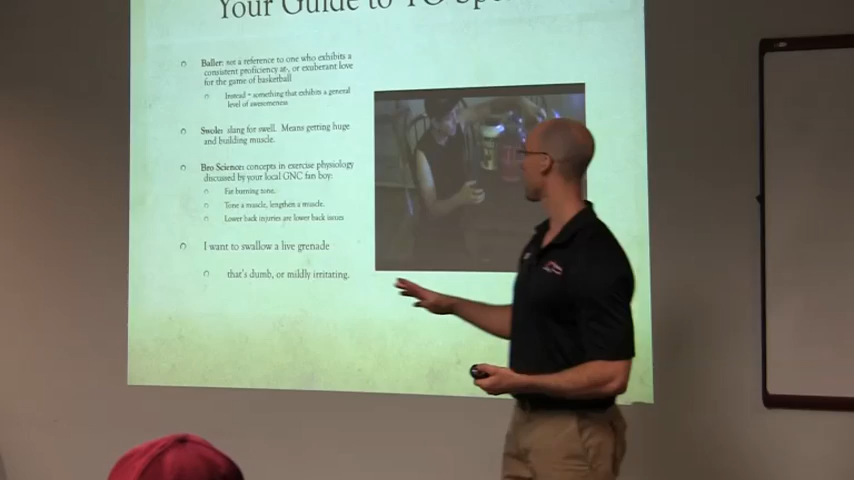 Your Guide to TO Spe
Baller: not a reference to one who exhibits a
consistent proficiency at-, or exuberant love
for the game of basketball
Instead = something that exhibits a general
level of awesomeness
Swole: slang for swell. Means getting huge
and building muscle.
Bro Science: concepts in exercise physiology
discussed by your local GNC fan boy:
Fat burning zone.
Tone a muscle, lengthen a muscle.
Lower back injuries are lower back issues
I want to swallow a live grenade
that's dumb, or mildly irritating.